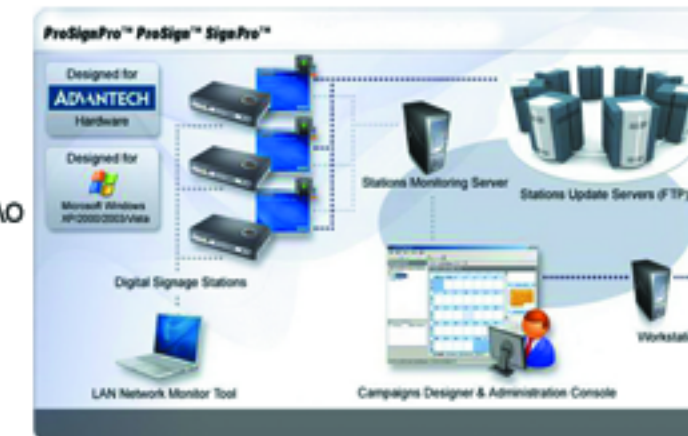 ProSignPro™ ProSign™ SignPro™
Designed for
ADVANTECH
Hardware
Designed for
Microsoft Windows
XP/2000/2003/Vista
Digital Signage Stations
LAN Network Monitor Tool
Stations Monitoring Server
Stations Update Servers (FTP)
Campaigns Designer & Administration Console